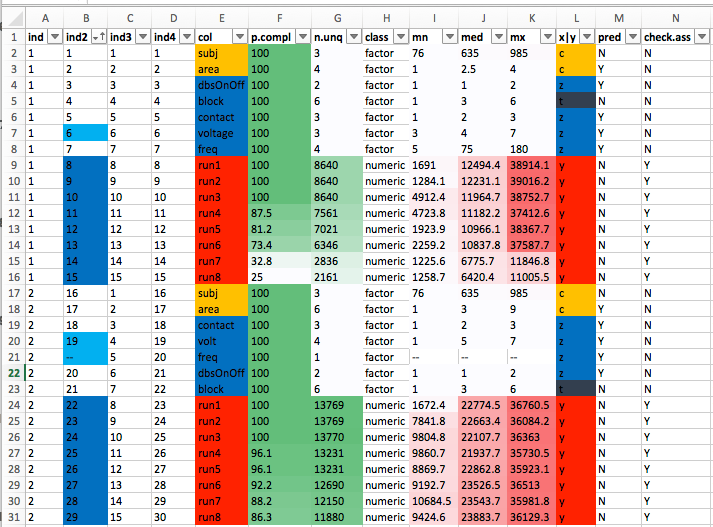 A B C D E F G H I J K L M N
1 ind ind2 ind3 ind4 col p.compl n.unq class mn med mx x|y pred check.ass
2 1 1 1 1 subj 100 3 factor 76 635 985 c N N
3 1 2 2 2 area 100 4 factor 1 2.5 4 c Y N
4 1 3 3 3 dbsOnOff 100 2 factor 1 1 2 z Y N
5 1 4 4 4 block 100 6 factor 1 3 6 t N N
6 1 5 5 5 contact 100 3 factor 1 2 3 z Y N
7 1 6 6 6 voltage 100 3 factor 3 4 7 z Y N
8 1 7 7 7 freq 100 4 factor 5 75 180 z Y N
9 1 8 8 8 run1 100 8640 numeric 1691 12494.4 38914.1 y N Y
10 1 9 9 9 run2 100 8640 numeric 1284.1 12231.1 39016.2 y N Y
11 1 10 10 10 run3 100 8640 numeric 4912.4 11964.7 38752.7 y N Y
12 1 11 11 11 run4 87.5 7561 numeric 4723.8 11182.2 37412.6 y N Y
13 1 12 12 12 run5 81.2 7021 numeric 1923.9 10966.1 38367.7 y N Y
14 1 13 13 13 run6 73.4 6346 numeric 2259.2 10837.8 37587.7 y N Y
15 1 14 14 14 run7 32.8 2836 numeric 1225.6 6775.7 11846.8 y N Y
16 1 15 15 15 run8 25 2161 numeric 1258.7 6420.4 11005.5 y N Y
17 2 16 1 16 subj 100 3 factor 76 635 985 c N N
18 2 17 2 17 area 100 6 factor 1 3 9 c Y N
19 2 18 3 18 contact 100 3 factor 1 2 3 z Y N
20 2 19 4 19 volt 100 4 factor 1 5 7 z Y N
21 2 -- 5 20 freq 100 1 factor -- -- -- z Y N
22 2 20 6 21 dbsOnOff 100 2 factor 1 1 2 z Y N
23 2 21 7 22 block 100 6 factor 1 3 6 t N N
24 2 22 8 23 run1 100 13769 numeric 1672.4 22774.5 36760.5 y N Y
25 2 23 9 24 run2 100 13769 numeric 7841.8 22663.4 36084.2 y N Y
26 2 24 10 25 run3 100 13770 numeric 9804.8 22107.7 36363 y N Y
27 2 25 11 26 run4 96.1 13231 numeric 9860.7 21937.7 35730.5 y N Y
28 2 26 12 27 run5 96.1 13231 numeric 8869.7 22862.8 35923.1 y N Y
29 2 27 13 28 run6 92.2 12690 numeric 9192.7 23526.5 36513 y N Y
30 2 28 14 29 run7 88.2 12150 numeric 10684.5 23543.7 35981.8 y N Y
31 2 29 15 30 run8 86.3 11880 numeric 9424.6 23883.7 36129.3 y N Y